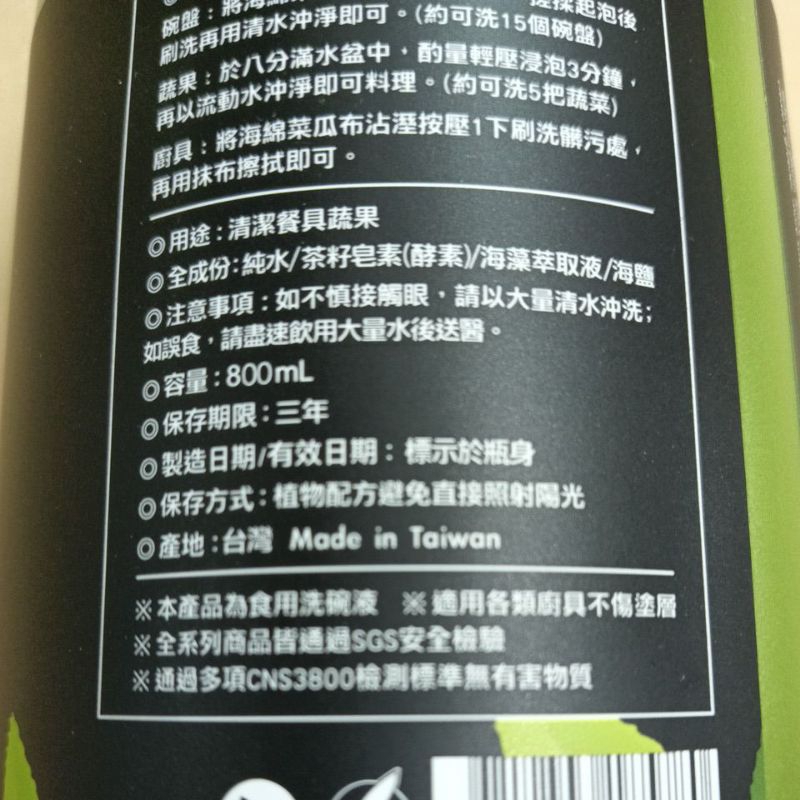 碗盤：將海綿
搓揉起泡後
刷洗再用清水沖淨即可。(約可洗15個碗盤)
蔬果：於八分滿水盆中，酌量輕壓浸泡3分鐘，
再以流動水沖淨即可料理。(約可洗5把蔬菜)
廚具：將海綿菜瓜布沾溼按壓1下刷洗髒污處，
再用抹布擦拭即可。
◎用途：清潔餐具蔬果
◎全成份：純水/茶籽皂素(酵素)/海藻萃取液/海鹽
◎注意事項：如不慎接觸眼，請以大量清水沖洗；
如誤食，請盡速飲用大量水後送醫。
◎容量：800mL
◎保存期限：三年
◎製造日期/有效日期：標示於瓶身
◎保存方式：植物配方避免直接照射陽光
◎產地：台灣 Made in Taiwan
※本產品為食用洗碗液 ※適用各類廚具不傷塗層
※全系列商品皆通過SGS安全檢驗
※通過多項CNS3800檢測標準無有害物質